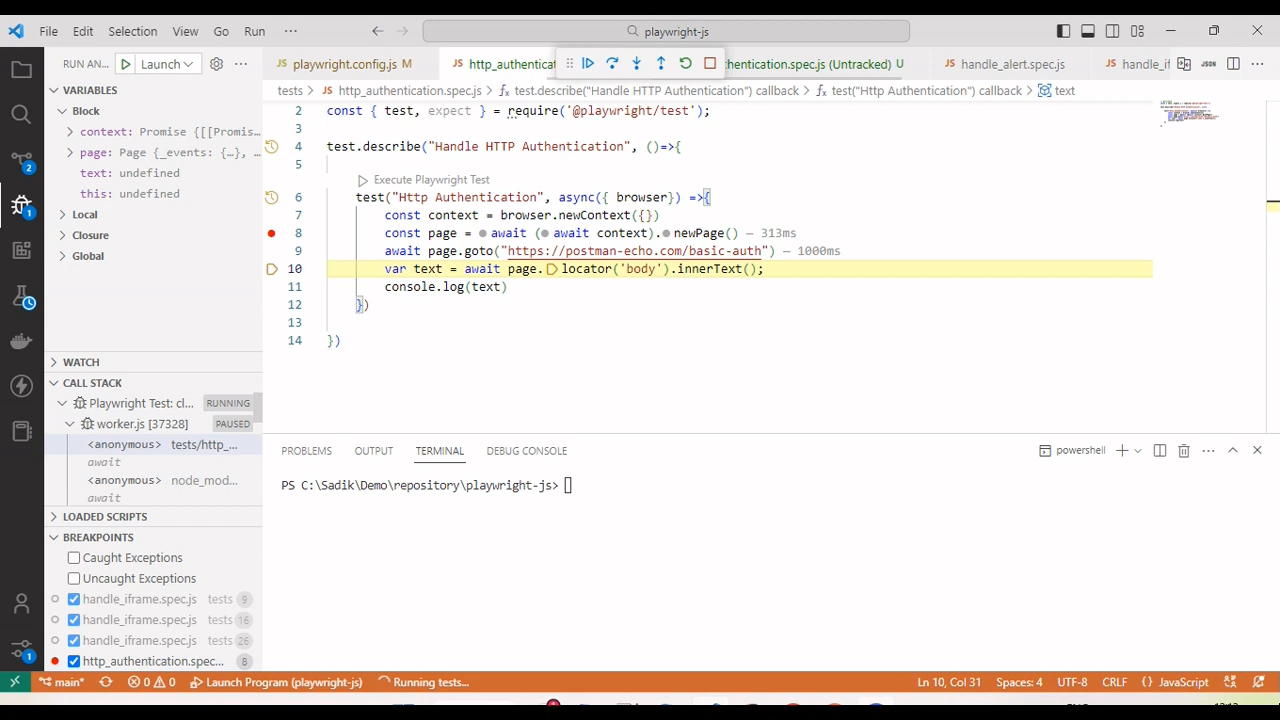 File Edit Selection View Go Run ··· playwright-js
RUN AN... Launch ···
JS playwright.config.js M
JS http_authentica
hentication.spec.js (Untracked) U
JS handle_alert.spec.js
JS handle_if
tests > JS http_authentication.spec.js > test.describe("Handle HTTP Authentication") callback > test("Http Authentication") callback > text
VARIABLES
Block
context: Promise {[[Promis...
page: Page {_events: {…}, ...
text: undefined
this: undefined
Local
Closure
Global
2 const { test, expect } = require('@playwright/test');
3
4 test.describe("Handle HTTP Authentication", ()=>{
5
Execute Playwright Test
6 test("Http Authentication", async({ browser}) =>{
7 const context = browser.newContext({})
8 const page = await (await context).newPage() — 313ms
9 await page.goto("https://postman-echo.com/basic-auth") — 1000ms
10 var text = await page.locator('body').innerText();
11 console.log(text)
12 })
13
14 })
WATCH
CALL STACK
Playwright Test: cl... RUNNING
worker.js [37328] PAUSED
<anonymous> tests/http_...
await
<anonymous> node_mod...
await
LOADED SCRIPTS
BREAKPOINTS
Caught Exceptions
Uncaught Exceptions
handle_iframe.spec.js tests 9
handle_iframe.spec.js tests 16
handle_iframe.spec.js tests 26
http_authentication.spec... 8
PROBLEMS OUTPUT TERMINAL DEBUG CONSOLE powershell ···
PS C:\Sadik\Demo\repository\playwright-js>
2
1
1
main* 0 0 Launch Program (playwright-js) Running tests... Ln 10, Col 31 Spaces: 4 UTF-8 CRLF {} JavaScript